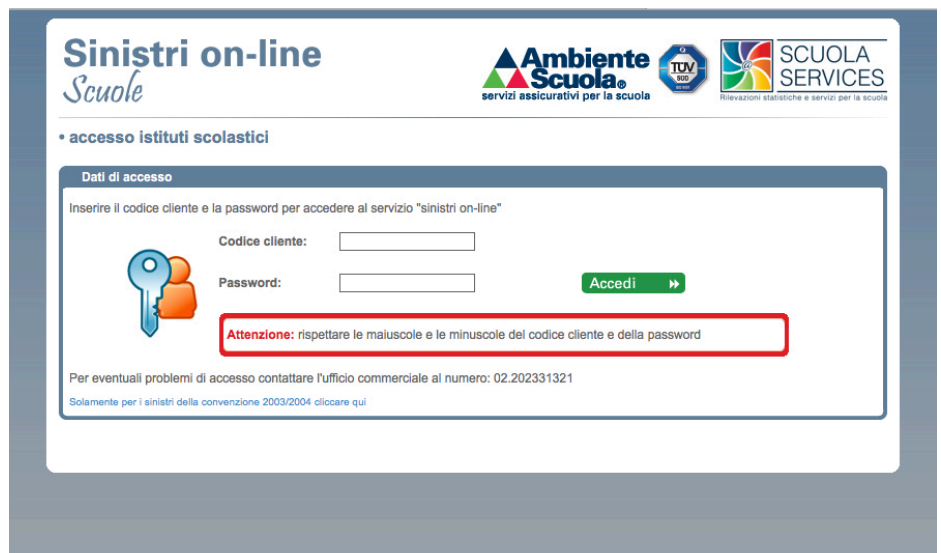 Sinistri on-line
Scuole
Ambiente
Scuola®
servizi assicurativi per la scuola
TÜV
SUD
SCUOLA
SERVICES
Rilevazioni statistiche e servizi per la scuola
• accesso istituti scolastici
Dati di accesso
Inserire il codice cliente e la password per accedere al servizio "sinistri on-line"
Codice cliente:
Password:
Accedi
Attenzione: rispettare le maiuscole e le minuscole del codice cliente e della password
Per eventuali problemi di accesso contattare l'ufficio commerciale al numero: 02.202331321
Solamente per i sinistri della convenzione 2003/2004 cliccare qui